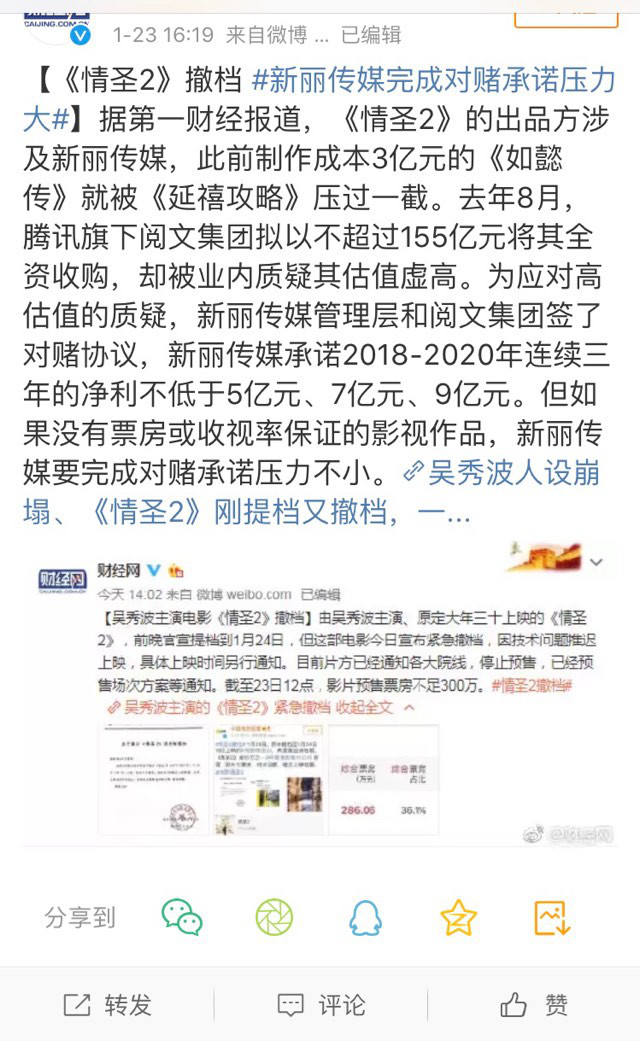 CAIJING.COM.CN
1-23 16:19 来自微博 ... 已编辑
【《情圣2》撤档 #新丽传媒完成对赌承诺压力
大#】据第一财经报道，《情圣2》的出品方涉
及新丽传媒，此前制作成本3亿元的《如懿
传》就被《延禧攻略》压过一截。去年8月，
腾讯旗下阅文集团拟以不超过155亿元将其全
资收购，却被业内质疑其估值虚高。为应对高
估值的质疑，新丽传媒管理层和阅文集团签了
对赌协议，新丽传媒承诺2018-2020年连续三
年的净利不低于5亿元、7亿元、9亿元。但如
果没有票房或收视率保证的影视作品，新丽传
媒要完成对赌承诺压力不小。吴秀波人设崩
塌、《情圣2》刚提档又撤档，一...
财经网
财经网
CAIJING.COM.CN
今天 14:02 来自 微博 weibo.com 已编辑
【吴秀波主演电影《情圣2》撤档】由吴秀波主演、原定大年三十上映的《情圣
2》，前晚官宣提档到1月24日，但这部电影今日宣布紧急撤档，因技术问题推迟
上映，具体上映时间另行通知。目前片方已经通知各大院线，停止预售，已经预
售场次方案等通知。截至23日12点，影片预售票房不足300万。#情圣2撤档#
吴秀波主演的《情圣2》紧急撤档 收起全文
综合票房 综合票房
(万元) 占比
286.06 36.1%
@财经网
分享到
转发 评论 赞